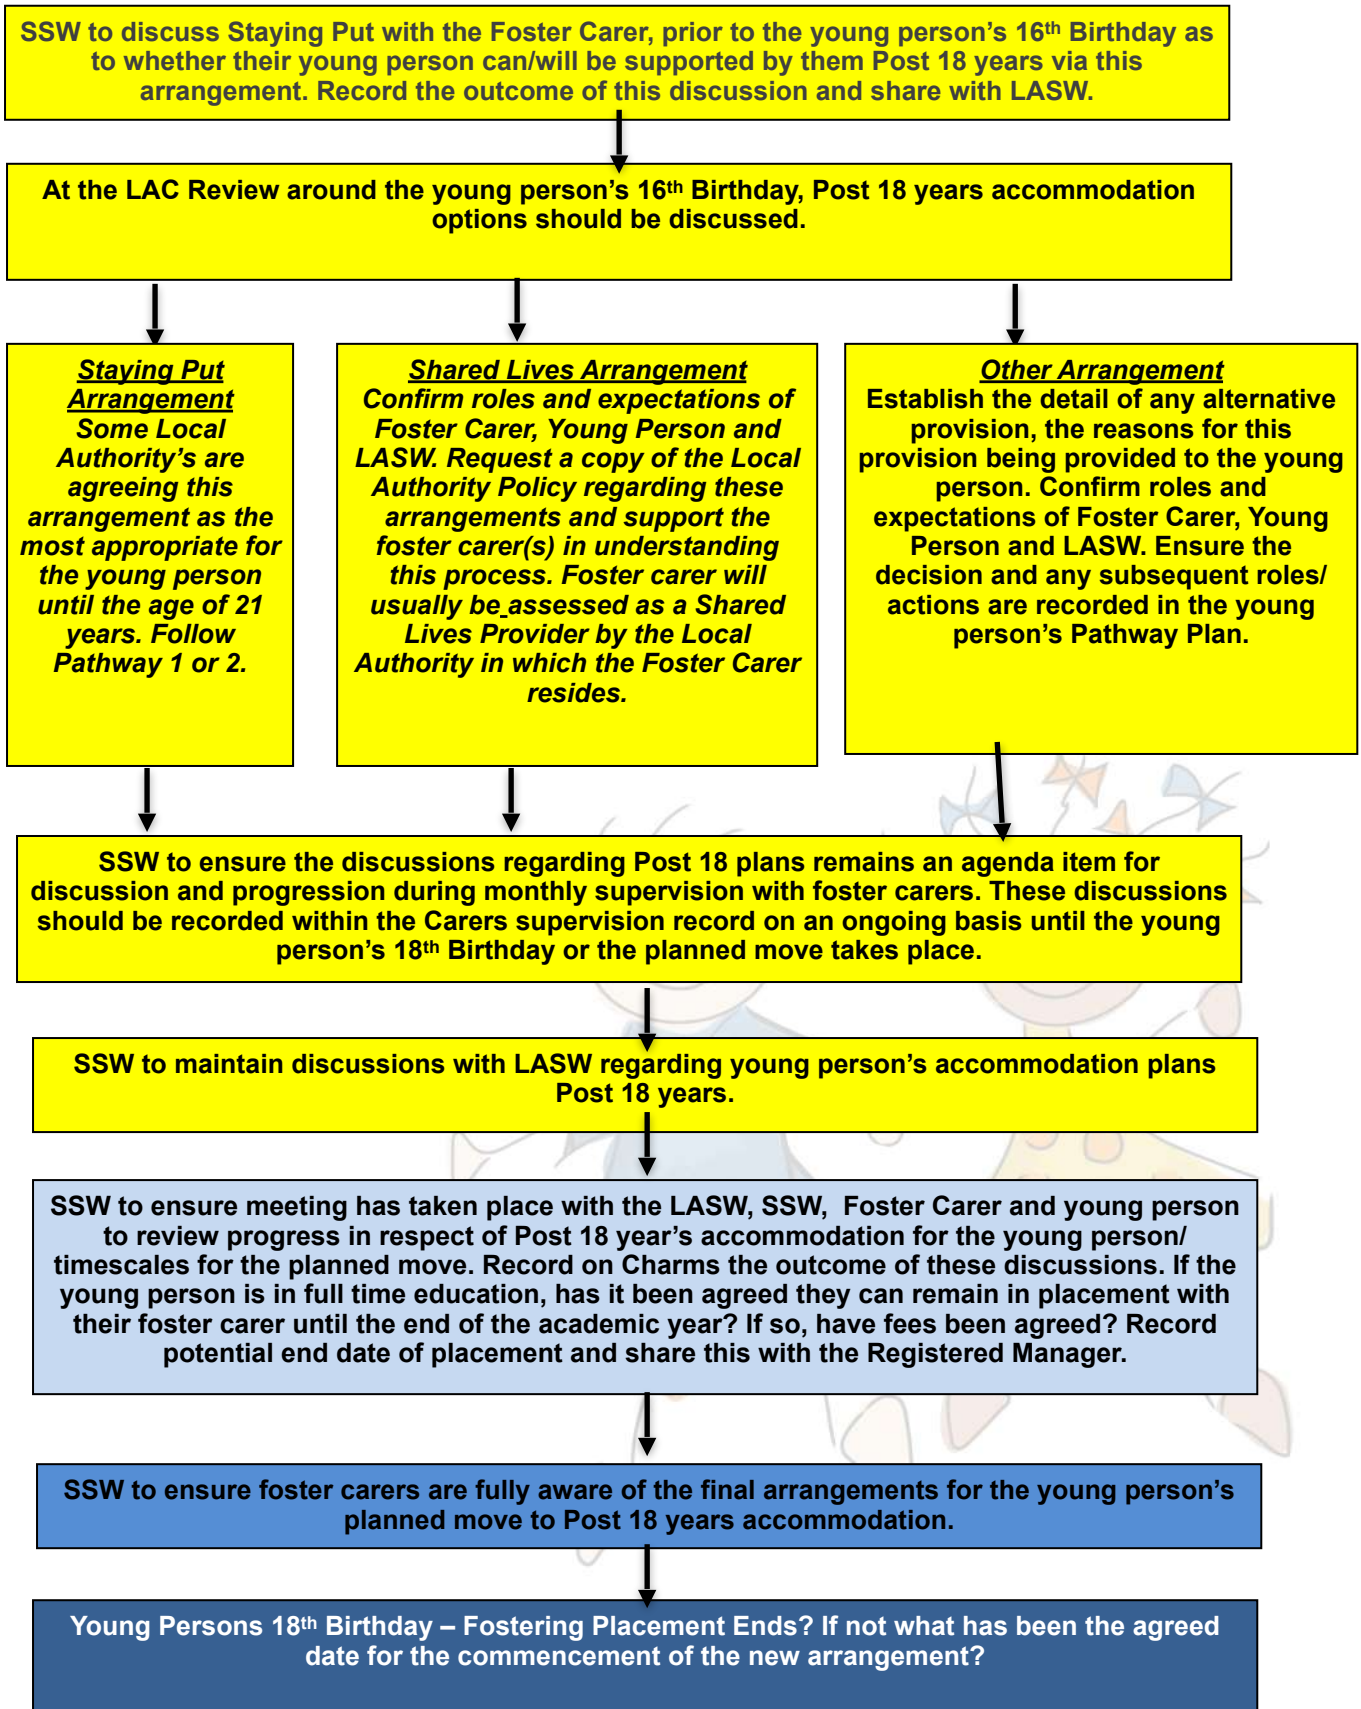 SSW to discuss Staying Put with the Foster Carer, prior to the young person’s 16th Birthday as
to whether their young person can/will be supported by them Post 18 years via this
arrangement. Record the outcome of this discussion and share with LASW.
At the LAC Review around the young person’s 16th Birthday, Post 18 years accommodation
options should be discussed.
Staying Put
Arrangement
Some Local
Authority’s are
agreeing this
arrangement as the
most appropriate for
the young person
until the age of 21
years. Follow
Pathway 1 or 2.
Shared Lives Arrangement
Confirm roles and expectations of
Foster Carer, Young Person and
LASW. Request a copy of the Local
Authority Policy regarding these
arrangements and support the
foster carer(s) in understanding
this process. Foster carer will
usually be assessed as a Shared
Lives Provider by the Local
Authority in which the Foster Carer
resides.
Other Arrangement
Establish the detail of any alternative
provision, the reasons for this
provision being provided to the young
person. Confirm roles and
expectations of Foster Carer, Young
Person and LASW. Ensure the
decision and any subsequent roles/
actions are recorded in the young
person’s Pathway Plan.
SSW to ensure the discussions regarding Post 18 plans remains an agenda item for
discussion and progression during monthly supervision with foster carers. These discussions
should be recorded within the Carers supervision record on an ongoing basis until the young
person’s 18th Birthday or the planned move takes place.
SSW to maintain discussions with LASW regarding young person’s accommodation plans
Post 18 years.
SSW to ensure meeting has taken place with the LASW, SSW, Foster Carer and young person
to review progress in respect of Post 18 year’s accommodation for the young person/
timescales for the planned move. Record on Charms the outcome of these discussions. If the
young person is in full time education, has it been agreed they can remain in placement with
their foster carer until the end of the academic year? If so, have fees been agreed? Record
potential end date of placement and share this with the Registered Manager.
SSW to ensure foster carers are fully aware of the final arrangements for the young person’s
planned move to Post 18 years accommodation.
Young Persons 18th Birthday – Fostering Placement Ends? If not what has been the agreed
date for the commencement of the new arrangement?